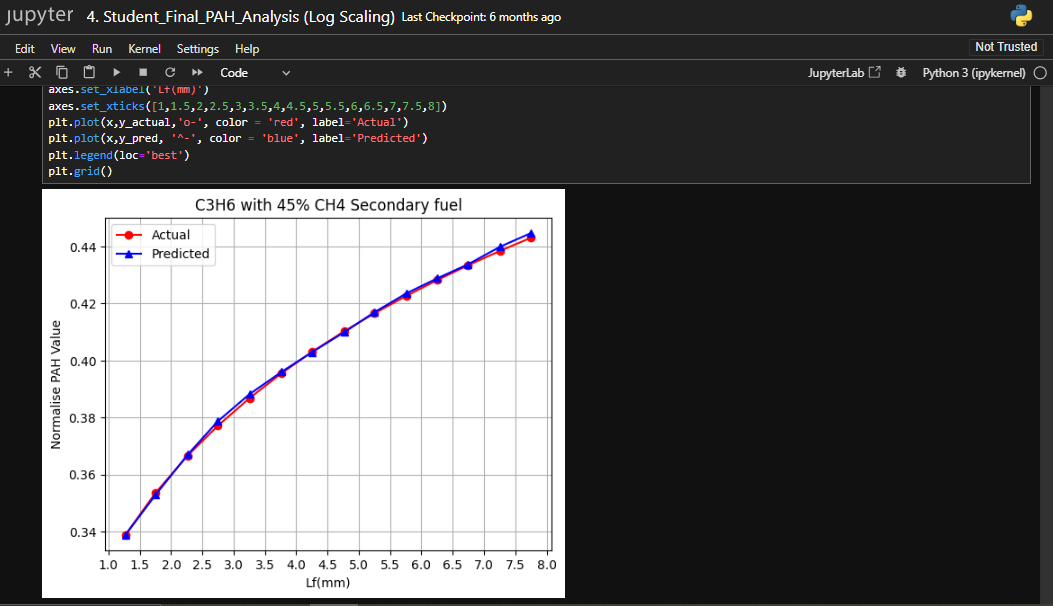 jupyter 4. Student_Final_PAH_Analysis (Log Scaling) Last Checkpoint: 6 months ago
Edit View Run Kernel Settings Help Not Trusted
Code JupyterLab Python 3 (ipykernel)
axes.set_xlabel('Lf(mm)')
axes.set_xticks([1,1.5,2,2.5,3,3.5,4,4.5,5,5.5,6,6.5,7,7.5,8])
plt.plot(x,y_actual,'o-', color = 'red', label='Actual')
plt.plot(x,y_pred, '^-', color = 'blue', label='Predicted')
plt.legend(loc='best')
plt.grid()
C3H6 with 45% CH4 Secondary fuel
Actual
Predicted
0.44
0.42
0.40
0.38
0.36
0.34
Normalise PAH Value
1.0 1.5 2.0 2.5 3.0 3.5 4.0 4.5 5.0 5.5 6.0 6.5 7.0 7.5 8.0
Lf(mm)